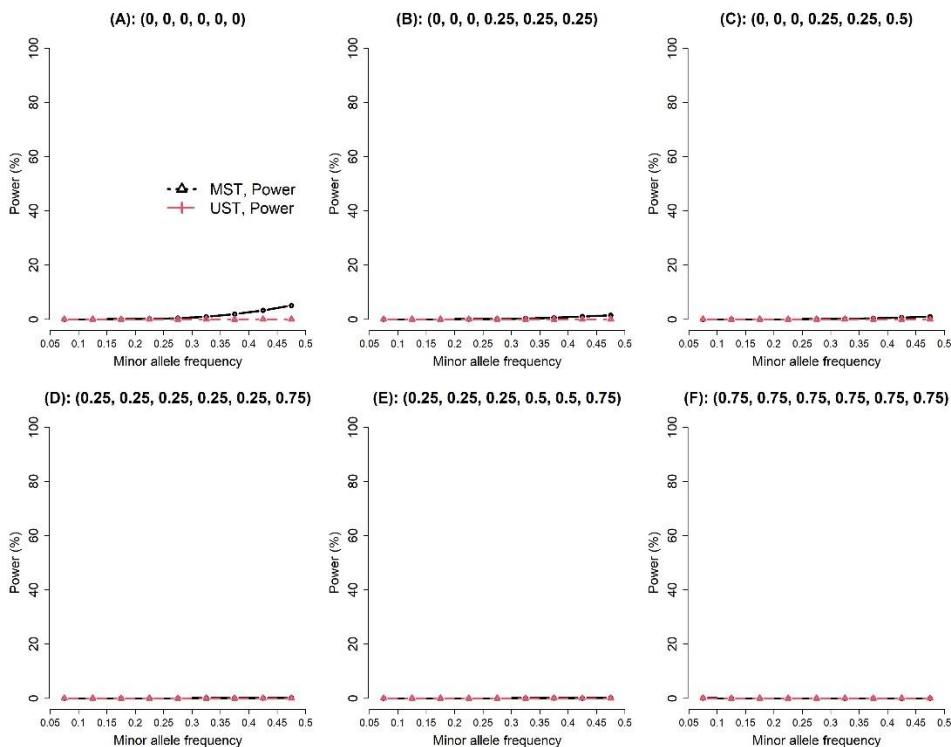 (A): (0, 0, 0, 0, 0, 0)
Power (%)
100
80
60
40
20
0
MST, Power
UST, Power
0.05 0.1 0.15 0.2 0.25 0.3 0.35 0.4 0.45 0.5
Minor allele frequency
(B): (0, 0, 0, 0.25, 0.25, 0.25)
Power (%)
100
80
60
40
20
0
0.05 0.1 0.15 0.2 0.25 0.3 0.35 0.4 0.45 0.5
Minor allele frequency
(C): (0, 0, 0, 0.25, 0.25, 0.5)
Power (%)
100
80
60
40
20
0
0.05 0.1 0.15 0.2 0.25 0.3 0.35 0.4 0.45 0.5
Minor allele frequency
(D): (0.25, 0.25, 0.25, 0.25, 0.25, 0.75)
Power (%)
100
80
60
40
20
0
0.05 0.1 0.15 0.2 0.25 0.3 0.35 0.4 0.45 0.5
Minor allele frequency
(E): (0.25, 0.25, 0.25, 0.5, 0.5, 0.75)
Power (%)
100
80
60
40
20
0
0.05 0.1 0.15 0.2 0.25 0.3 0.35 0.4 0.45 0.5
Minor allele frequency
(F): (0.75, 0.75, 0.75, 0.75, 0.75, 0.75)
Power (%)
100
80
60
40
20
0
0.05 0.1 0.15 0.2 0.25 0.3 0.35 0.4 0.45 0.5
Minor allele frequency